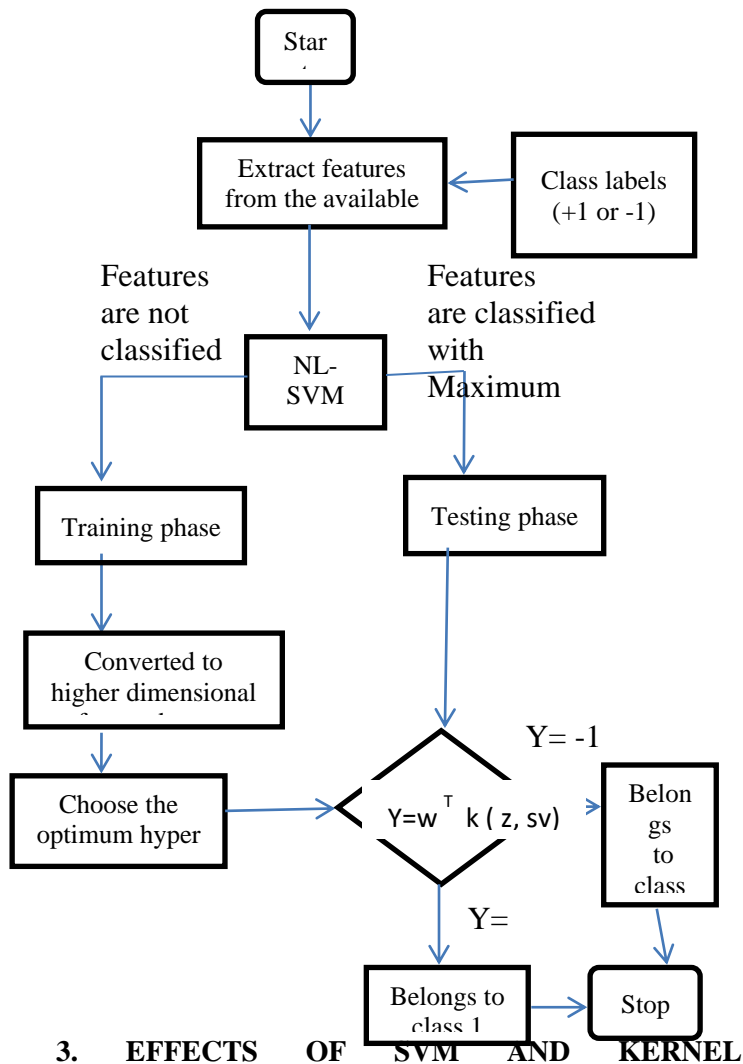 Star
Extract features
from the available
Class labels
(+1 or -1)
Features
are not
classified
Features
are classified
with
Maximum
NL-
SVM
Training phase
Testing phase
Converted to
higher dimensional
Y= -1
Choose the
optimum hyper
Y=w T k ( z, sv)
Belon
gs
to
class
Y=
Belongs to
class 1
Stop
3. EFFECTS OF SVM AND KERNEL